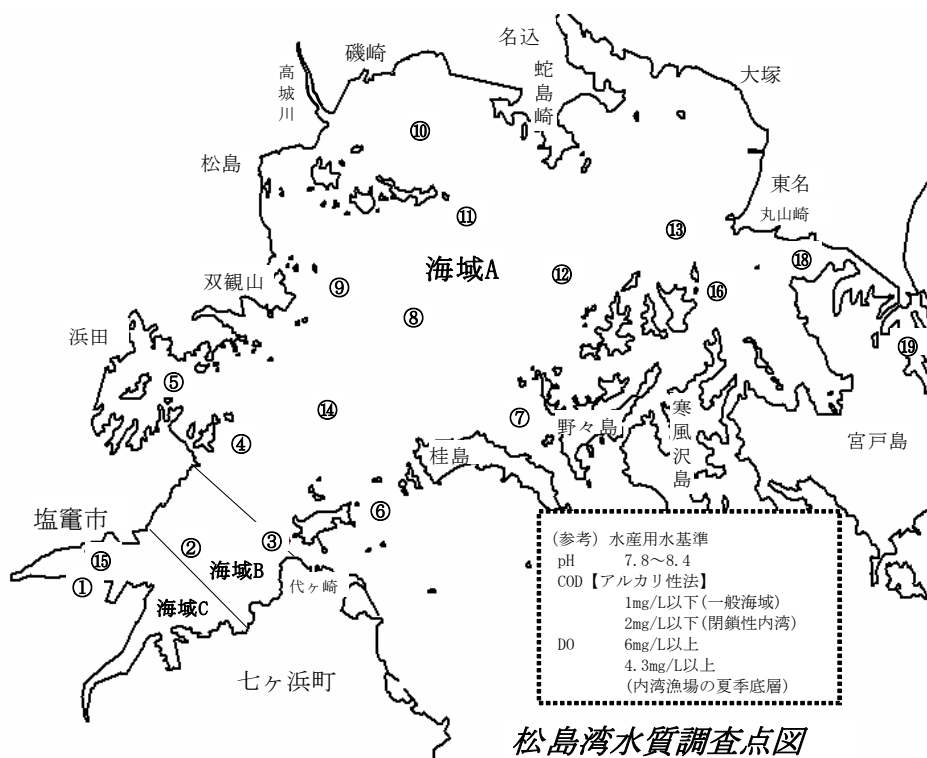 名込
磯崎
大塚
高城川
蛇島崎
⑩
松島
東名
丸山崎
⑪
⑬
⑱
海域A
⑫
双観山
⑨
⑯
⑧
浜田
⑲
⑤
⑭
⑦
④
野々島
寒風沢島
宮戸島
桂島
塩竈市
⑥
②
③
⑮
海域B
①
代ヶ崎
海域C
七ヶ浜町
(参考) 水産用水基準
pH 7.8～8.4
COD【アルカリ性法】
1mg/L以下(一般海域)
2mg/L以下(閉鎖性内湾)
DO 6mg/L以上
4.3mg/L以上
(内湾漁場の夏季底層)
松島湾水質調査点図